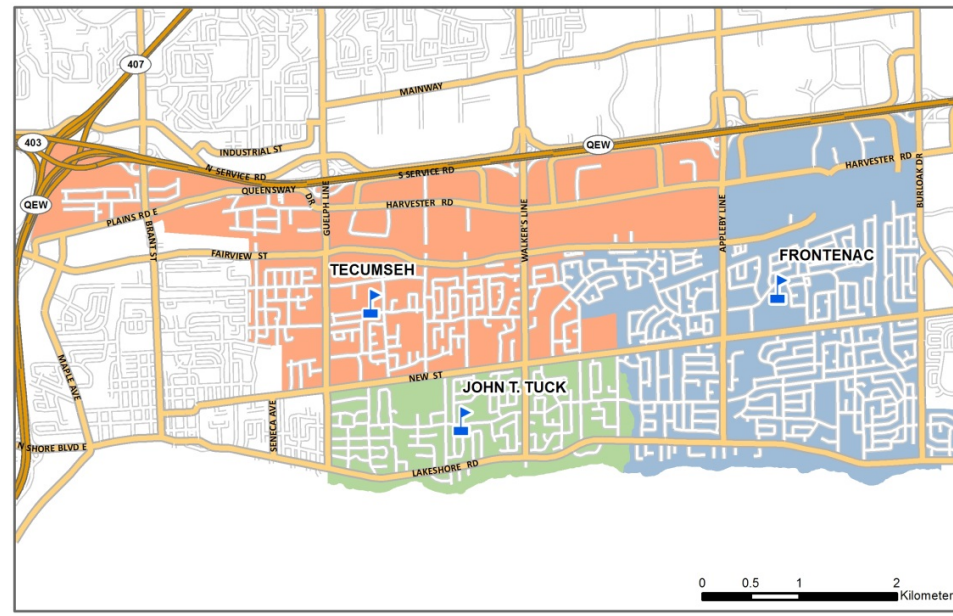 407
MAINWAY
403
INDUSTRIAL ST
QEW
N SERVICE RD
S SERVICE RD
HARVESTER RD
BURLOAK DR
QEW
QUEENSWAY DR
PLAINS RD E
HARVESTER RD
GUELPH LINE
WALKER'S LINE
APPLEBY LINE
BRANT ST
FAIRVIEW ST
TECUMSEH
FRONTENAC
MAPLE AVE
NEW ST
JOHN T. TUCK
SENECA AVE
N SHORE BLVD E
LAKESHORE RD
0 0.5 1 2
Kilometer